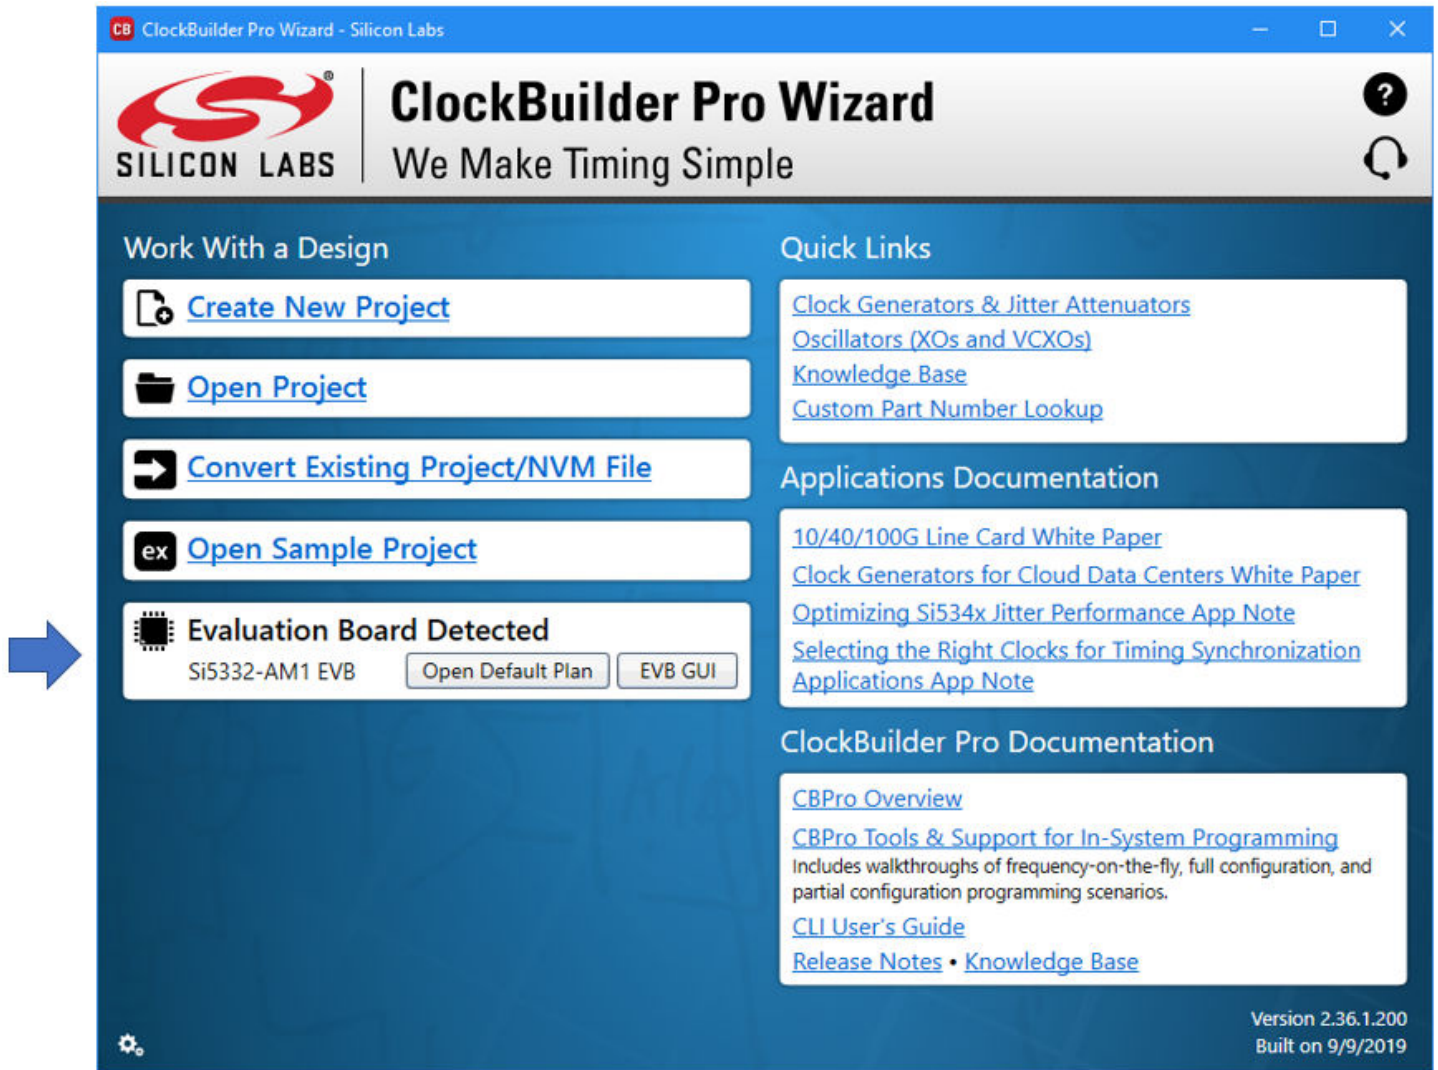 CB ClockBuilder Pro Wizard - Silicon Labs
SILICON LABS
®
ClockBuilder Pro Wizard
We Make Timing Simple
?
Work With a Design
Create New Project
Open Project
Convert Existing Project/NVM File
ex Open Sample Project
Evaluation Board Detected
Si5332-AM1 EVB Open Default Plan EVB GUI
Quick Links
Clock Generators & Jitter Attenuators
Oscillators (XOs and VCXOs)
Knowledge Base
Custom Part Number Lookup
Applications Documentation
10/40/100G Line Card White Paper
Clock Generators for Cloud Data Centers White Paper
Optimizing Si534x Jitter Performance App Note
Selecting the Right Clocks for Timing Synchronization
Applications App Note
ClockBuilder Pro Documentation
CBPro Overview
CBPro Tools & Support for In-System Programming
Includes walkthroughs of frequency-on-the-fly, full configuration, and
partial configuration programming scenarios.
CLI User's Guide
Release Notes • Knowledge Base
Version 2.36.1.200
Built on 9/9/2019